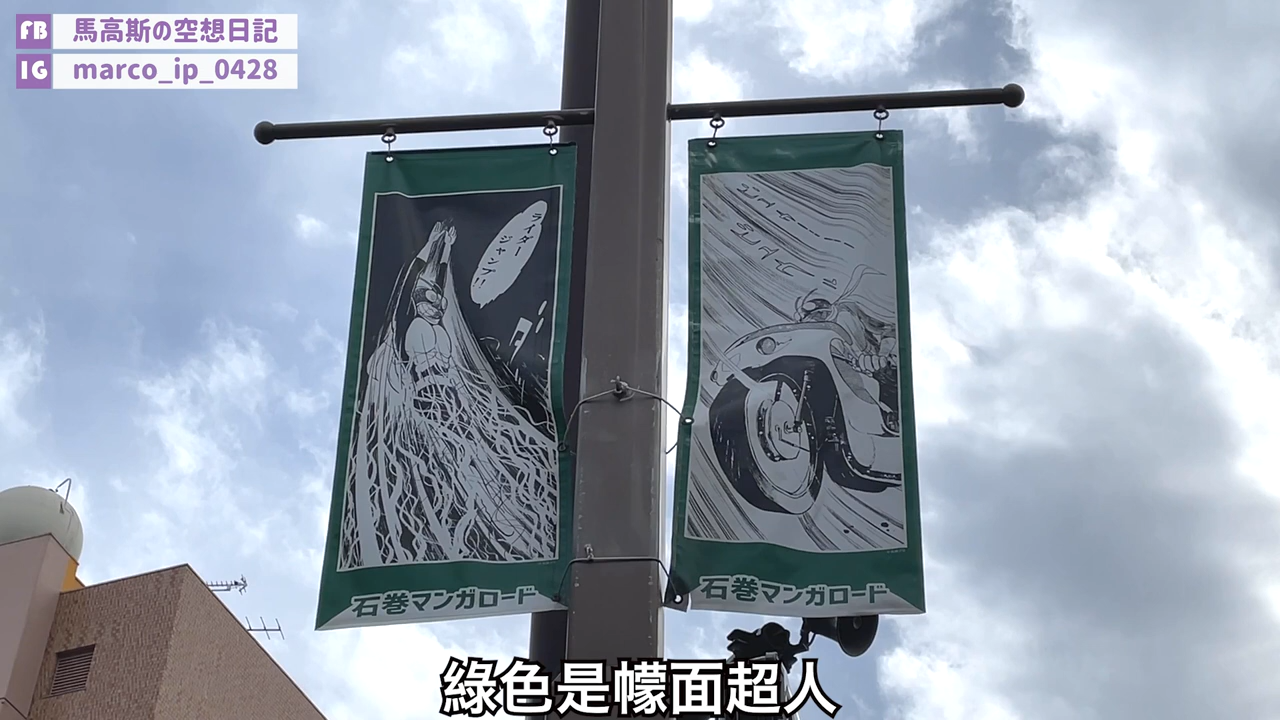 FB 馬高斯の空想日記
IG marco_ip_0428
ライダー
ジャンプ!!
石巻マンガロード
石巻マンガロード
綠色是幪面超人